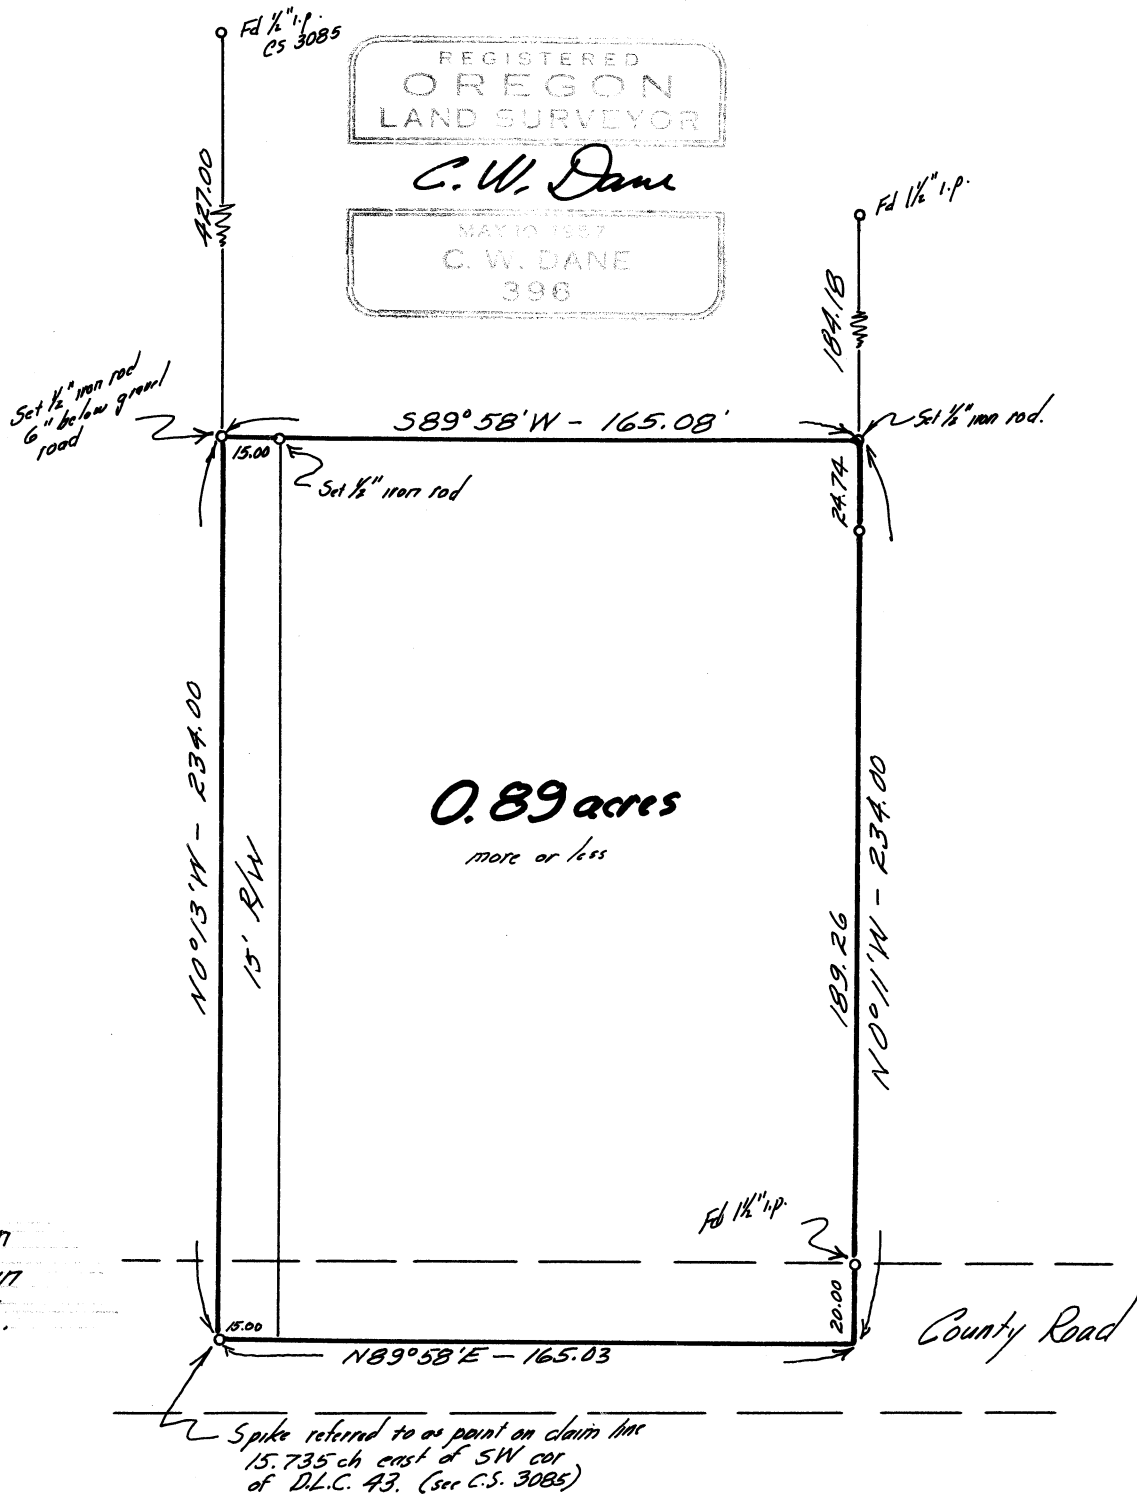 Fd 1/2" i.p.
CS 3085
REGISTERED
OREGON
LAND SURVEYOR
C. W. Dane
MAY 10 1957
C. W. DANE
396
427.00
Fd 1 1/2" i.p.
184.18
Set 1/2" iron rod
6" below gravel
road
S89°58'W - 165.08'
Set 1/2" iron rod.
15.00
Set 1/2" iron rod
24.74
N0°13'W - 234.00
15' R/W
0.89 acres
more or less
189.26
N0°11'W - 234.00
Fd 1 1/2" i.p.
20.00
15.00
County Road
N89°58'E - 165.03
Spike referred to as point on claim line
15.735 ch east of SW cor
of D.L.C. 43. (see C.S. 3085)